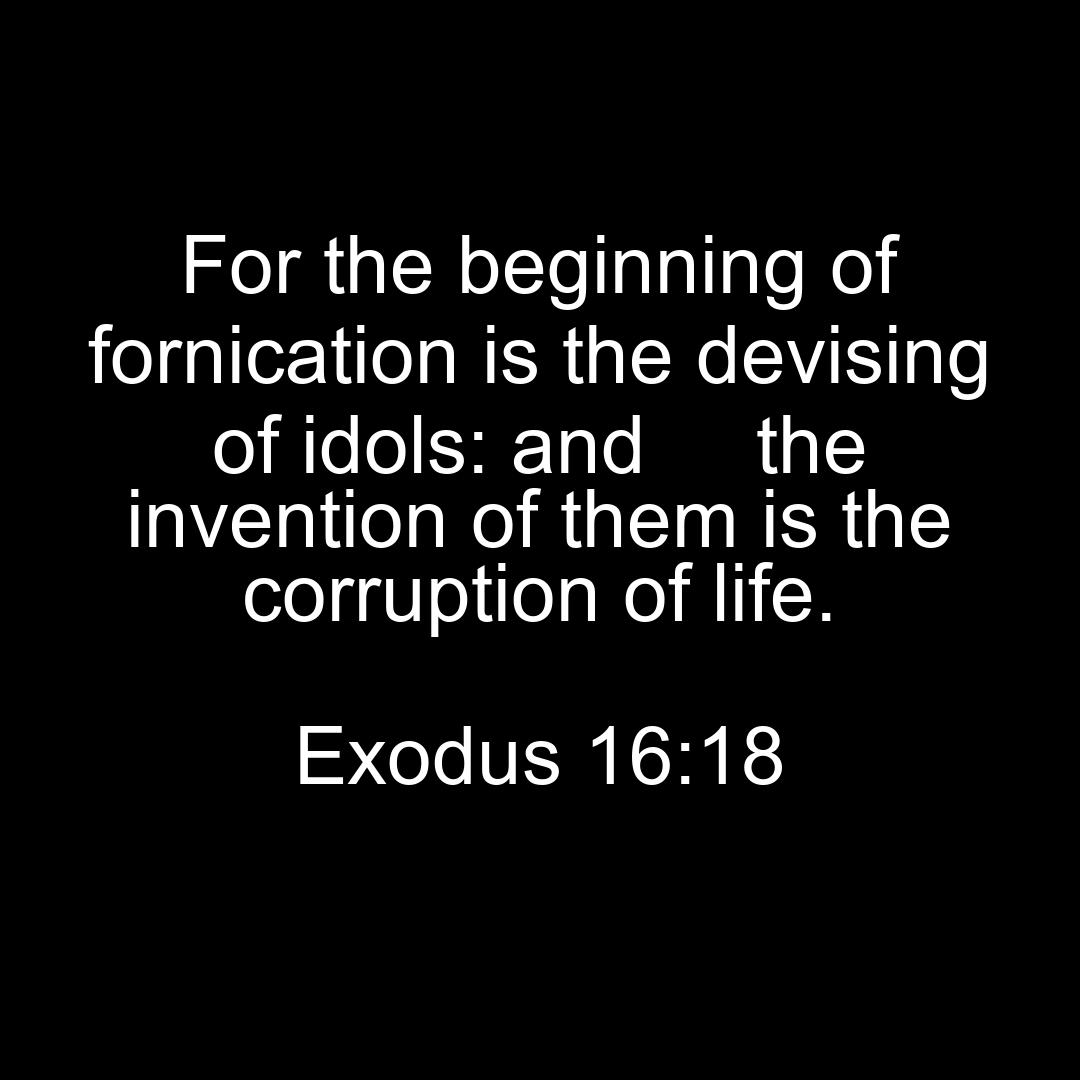 For the beginning of
fornication is the devising
of idols: and     the
invention of them is the
corruption of life.
Exodus 16:18